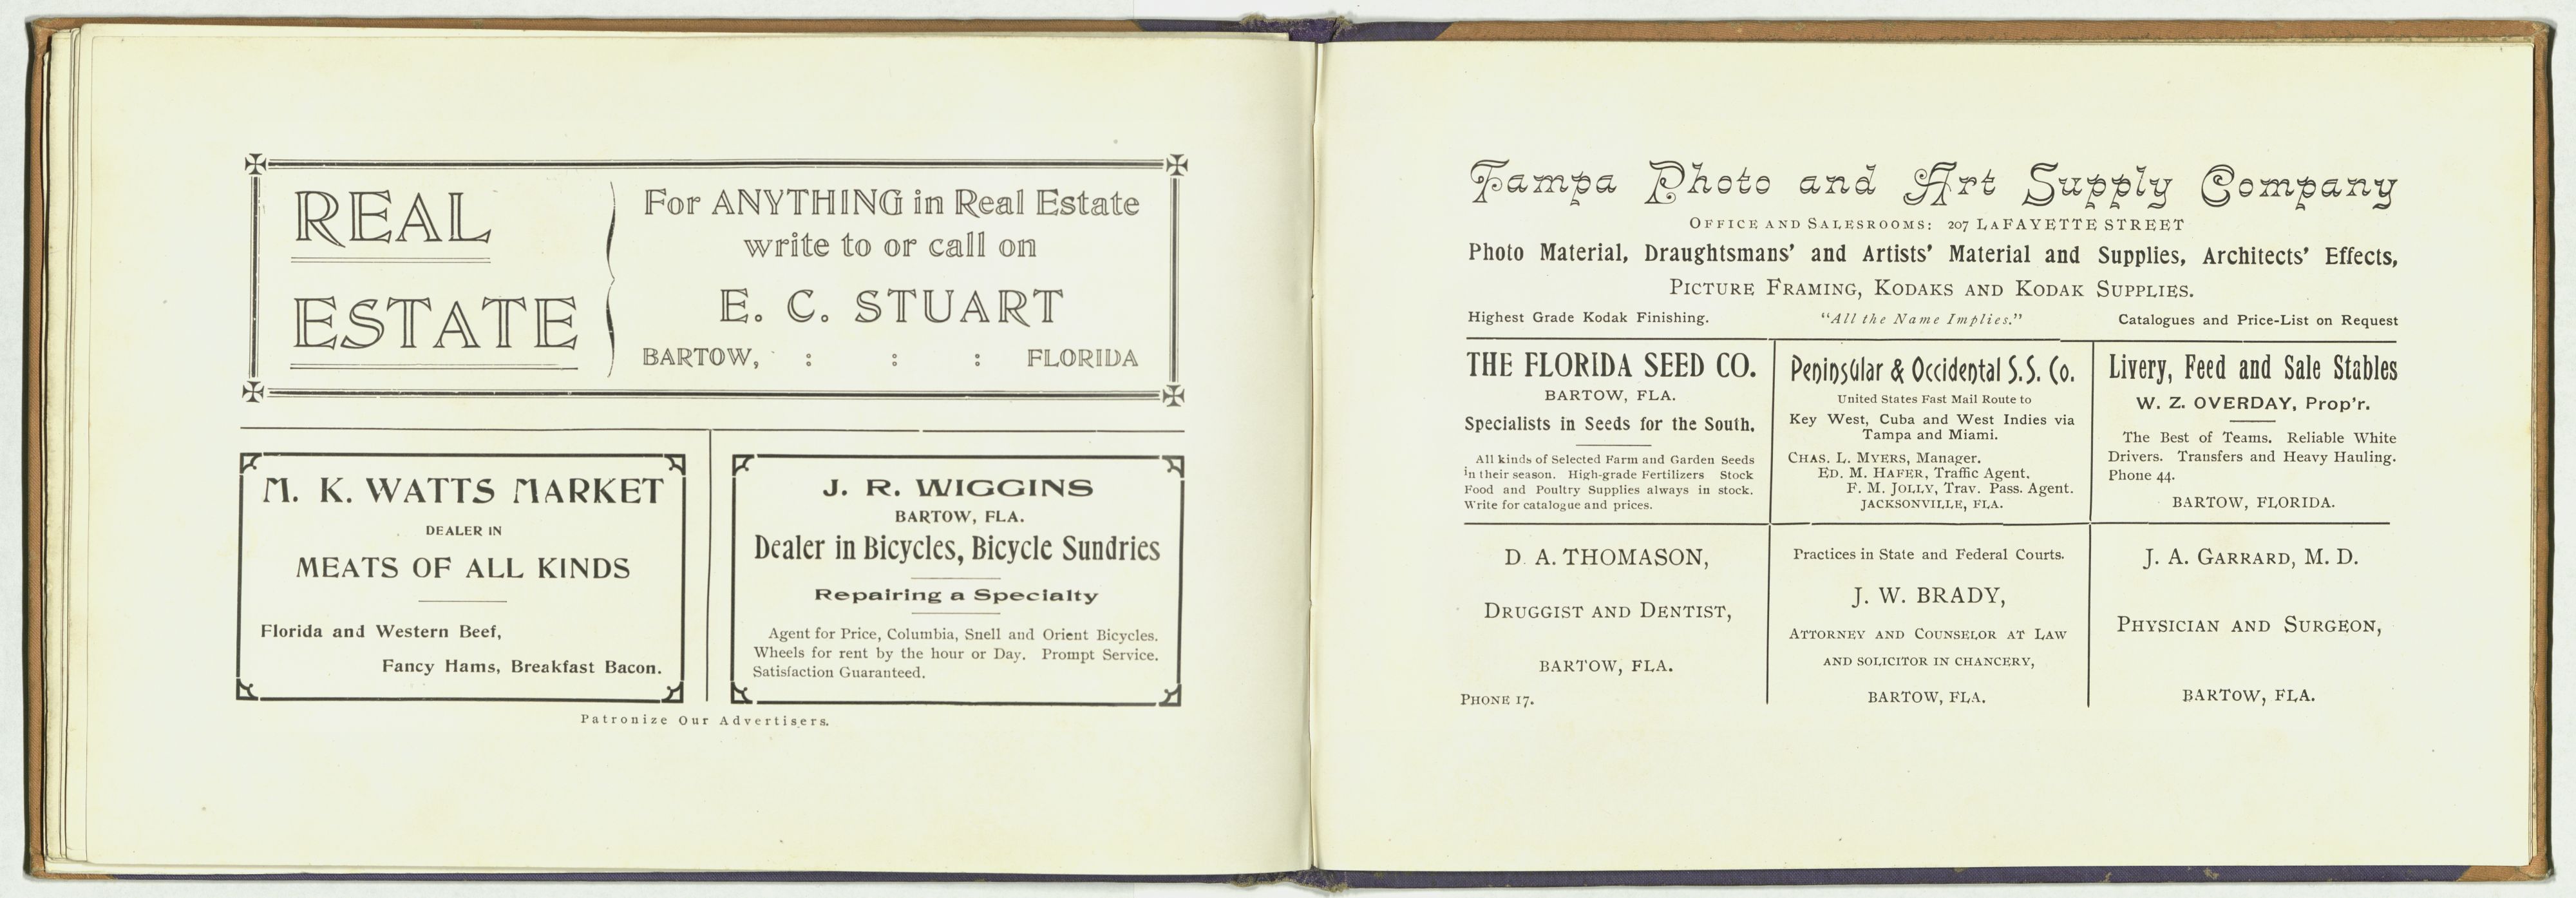 REAL
ESTATE
For ANYTHING in Real Estate
write to or call on
E. C. STUART
BARTOW, : : : FLORIDA
M. K. WATTS MARKET
DEALER IN
MEATS OF ALL KINDS
Florida and Western Beef,
Fancy Hams, Breakfast Bacon.
J. R. WIGGINS
BARTOW, FLA.
Dealer in Bicycles, Bicycle Sundries
Repairing a Specialty
Agent for Price, Columbia, Snell and Orient Bicycles.
Wheels for rent by the hour or Day. Prompt Service.
Satisfaction Guaranteed.
Patronize Our Advertisers.
Tampa Photo and Art Supply Company
OFFICE AND SALESROOMS: 207 LAFAYETTE STREET
Photo Material, Draughtsmans' and Artists' Material and Supplies, Architects' Effects,
PICTURE FRAMING, KODAKS AND KODAK SUPPLIES.
Highest Grade Kodak Finishing. "All the Name Implies." Catalogues and Price-List on Request
THE FLORIDA SEED CO.
BARTOW, FLA.
Specialists in Seeds for the South.
All kinds of Selected Farm and Garden Seeds
in their season. High-grade Fertilizers Stock
Food and Poultry Supplies always in stock.
Write for catalogue and prices.
Peninsular & Occidental S.S. Co.
United States Fast Mail Route to
Key West, Cuba and West Indies via
Tampa and Miami.
CHAS. L. MYERS, Manager.
ED. M. HAFER, Traffic Agent.
F. M. JOLLY, Trav. Pass. Agent.
JACKSONVILLE, FLA.
Livery, Feed and Sale Stables
W. Z. OVERDAY, Prop'r.
The Best of Teams. Reliable White
Drivers. Transfers and Heavy Hauling.
Phone 44.
BARTOW, FLORIDA.
D. A. THOMASON,
DRUGGIST AND DENTIST,
BARTOW, FLA.
PHONE 17.
Practices in State and Federal Courts.
J. W. BRADY,
ATTORNEY AND COUNSELOR AT LAW
AND SOLICITOR IN CHANCERY,
BARTOW, FLA.
J. A. GARRARD, M. D.
PHYSICIAN AND SURGEON,
BARTOW, FLA.